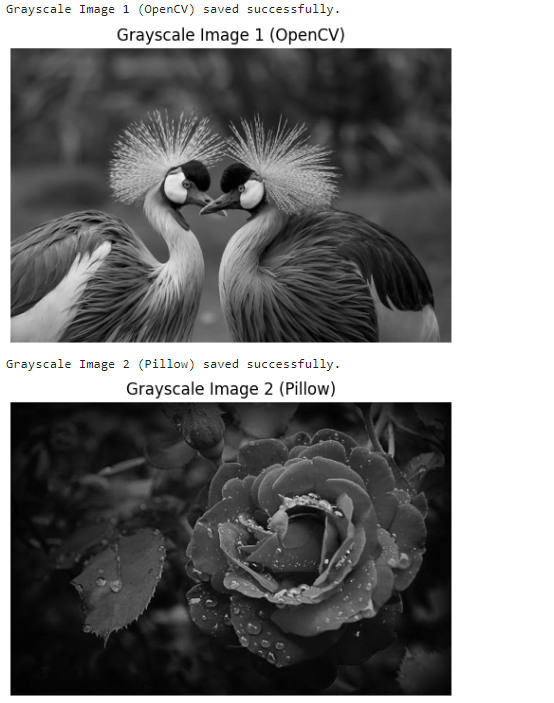 Grayscale Image 1 (OpenCV) saved successfully.
Grayscale Image 1 (OpenCV)
Grayscale Image 2 (Pillow) saved successfully.
Grayscale Image 2 (Pillow)